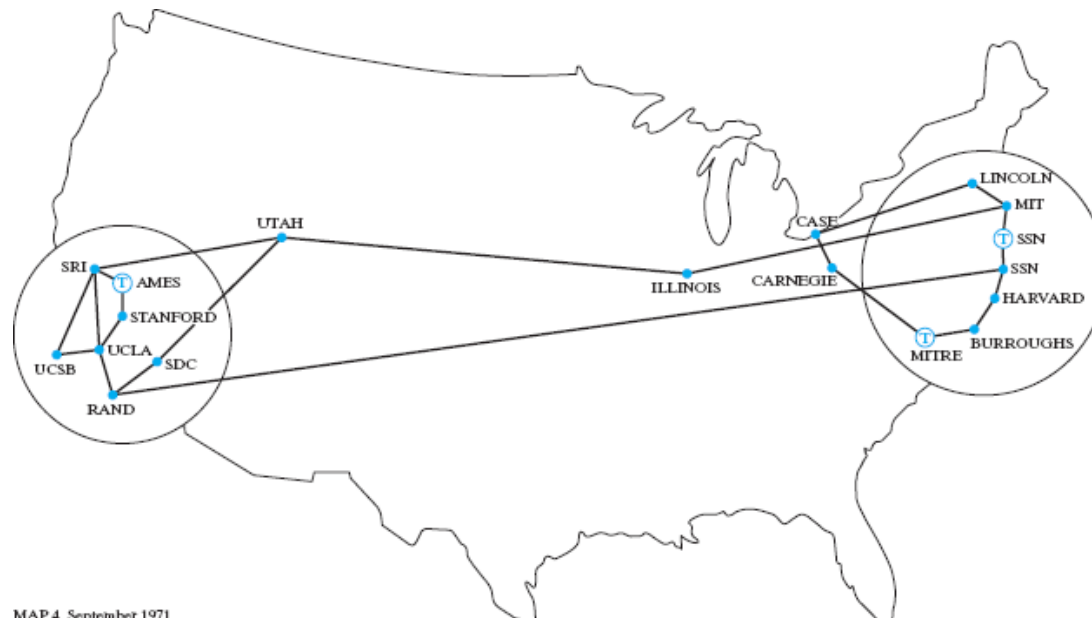 LINCOLN
MIT
UTAH
CASE
T SSN
SRI
T AMES
SSN
ILLINOIS
CARNEGIE
HARVARD
STANFORD
T
BURROUGHS
UCLA
MITRE
UCSB
SDC
RAND
MAP 4 September 1971